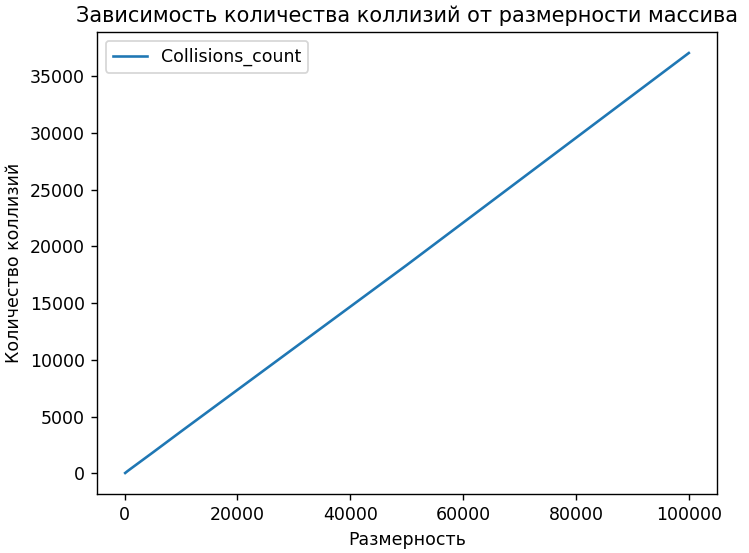 Зависимость количества коллизий от размерности массива
Collisions_count
Количество коллизий
35000
30000
25000
20000
15000
10000
5000
0
0 20000 40000 60000 80000 100000
Размерность